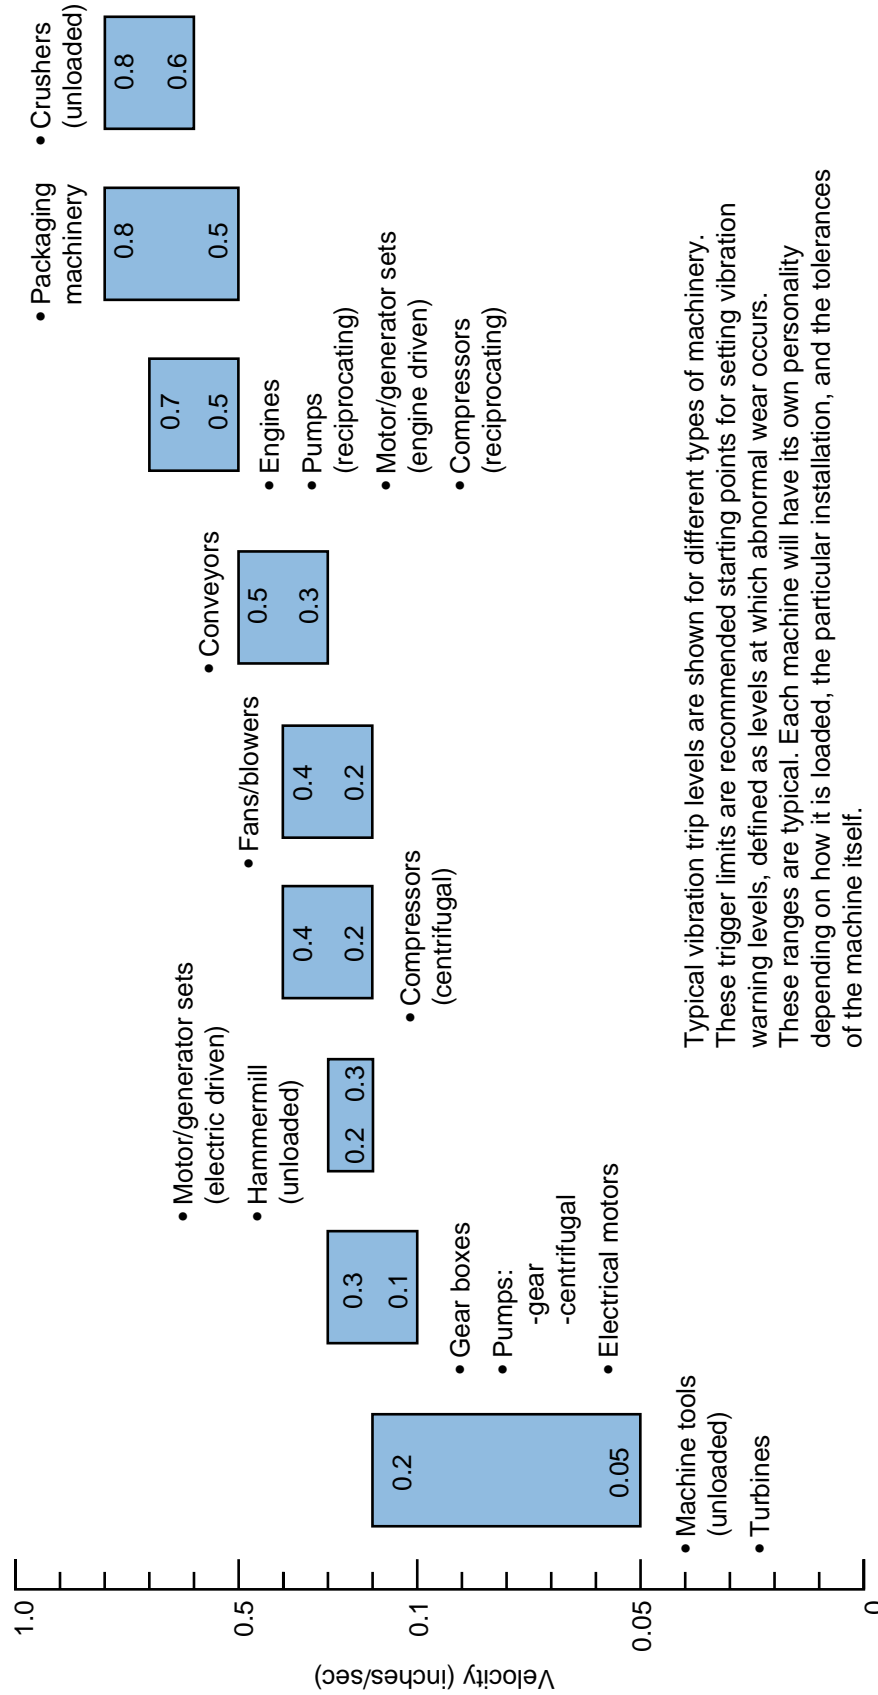 1.0
0.5
0.1
0.05
0
Velocity (inches/sec)
0.2
0.05
• Machine tools
(unloaded)
• Turbines
0.3
0.1
• Gear boxes
• Pumps:
-gear
-centrifugal
• Electrical motors
• Motor/generator sets
(electric driven)
• Hammermill
(unloaded)
0.2 0.3
0.4
0.2
• Compressors
(centrifugal)
• Fans/blowers
0.4
0.2
• Conveyors
0.5
0.3
0.7
0.5
• Engines
• Pumps
(reciprocating)
• Motor/generator sets
(engine driven)
• Compressors
(reciprocating)
• Packaging
machinery
0.8
0.5
• Crushers
(unloaded)
0.8
0.6
Typical vibration trip levels are shown for different types of machinery.
These trigger limits are recommended starting points for setting vibration
warning levels, defined as levels at which abnormal wear occurs.
These ranges are typical. Each machine will have its own personality
depending on how it is loaded, the particular installation, and the tolerances
of the machine itself.